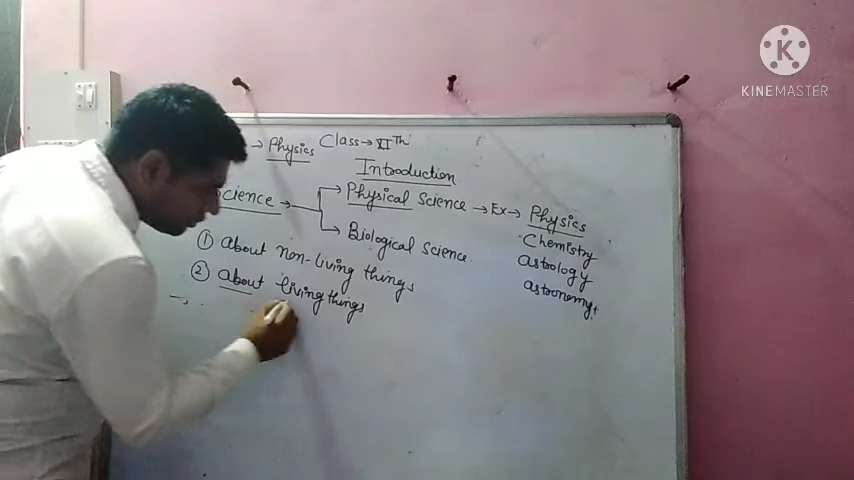 → Physics Class → XI Th
Introduction
Science → → Physical Science → Ex → Physics
Chemistry
Astrology
Astronomy
→ Biological Science
① About non-living things
② About living things
K
KINEMASTER